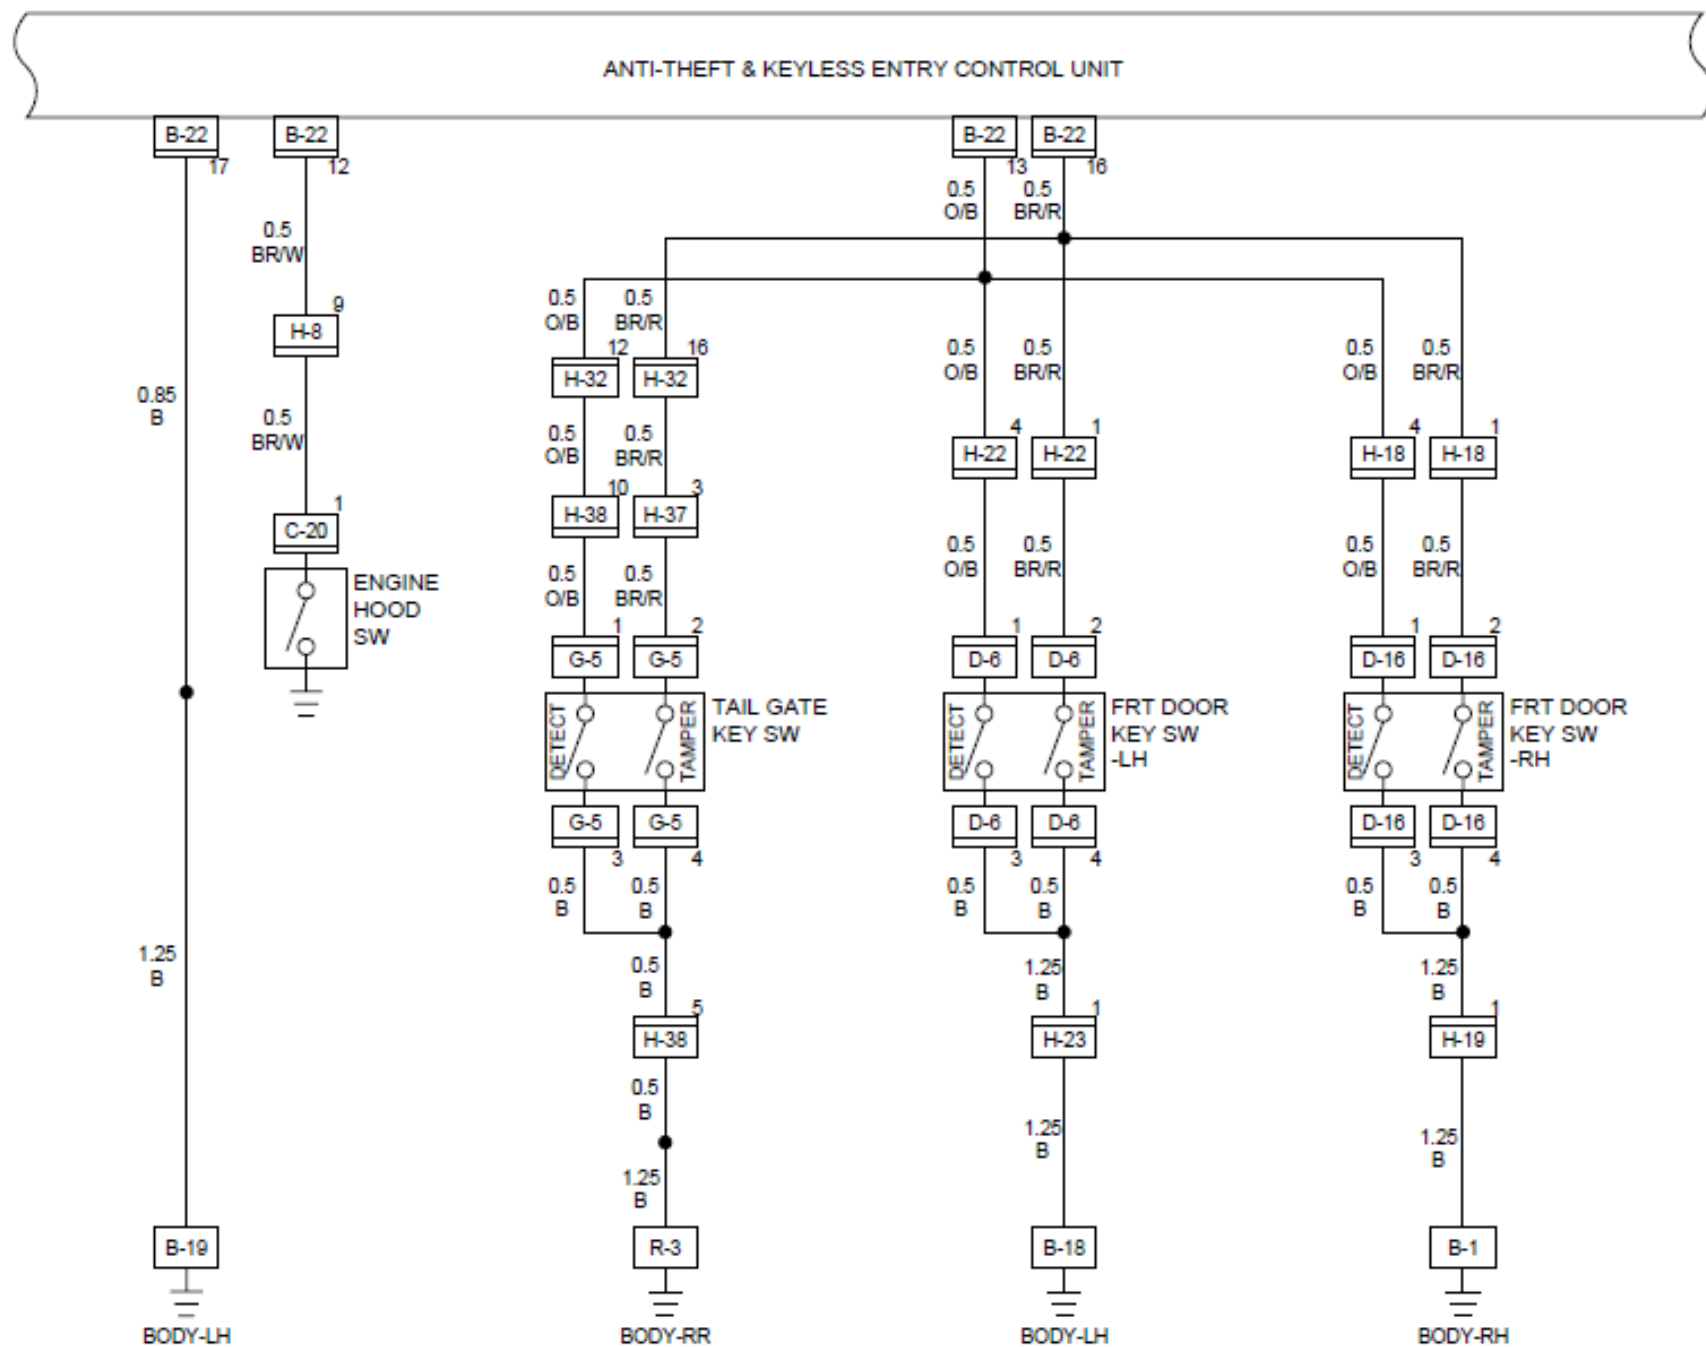 ANTI-THEFT & KEYLESS ENTRY CONTROL UNIT
B-22 B-22 B-22 B-22
17 12 13 16
0.5 0.5
O/B BR/R
0.5
BR/W
0.5 0.5
O/B BR/R
9
H-8
12 16
H-32 H-32
0.5 0.5 0.5 0.5
O/B BR/R O/B BR/R
0.85
B
0.5
BR/W
0.5 0.5
O/B BR/R
4 1 4 1
H-22 H-22 H-18 H-18
10 3
H-38 H-37
1
C-20
0.5 0.5 0.5 0.5
O/B BR/R O/B BR/R
0.5 0.5
O/B BR/R
ENGINE
HOOD
SW
1 2 1 2 1 2
G-5 G-5 D-6 D-6 D-16 D-16
DETECT TAMPER
TAIL GATE
KEY SW
DETECT TAMPER
FRT DOOR
KEY SW
-LH
DETECT TAMPER
FRT DOOR
KEY SW
-RH
G-5 G-5 D-6 D-6 D-16 D-16
3 4 3 4 3 4
0.5 0.5 0.5 0.5 0.5 0.5
B B B B B B
1.25
B
0.5 1.25 1.25
B B B
5 1 1
H-38 H-23 H-19
0.5
B
1.25 1.25
B B
1.25
B
B-19 R-3 B-18 B-1
BODY-LH BODY-RR BODY-LH BODY-RH